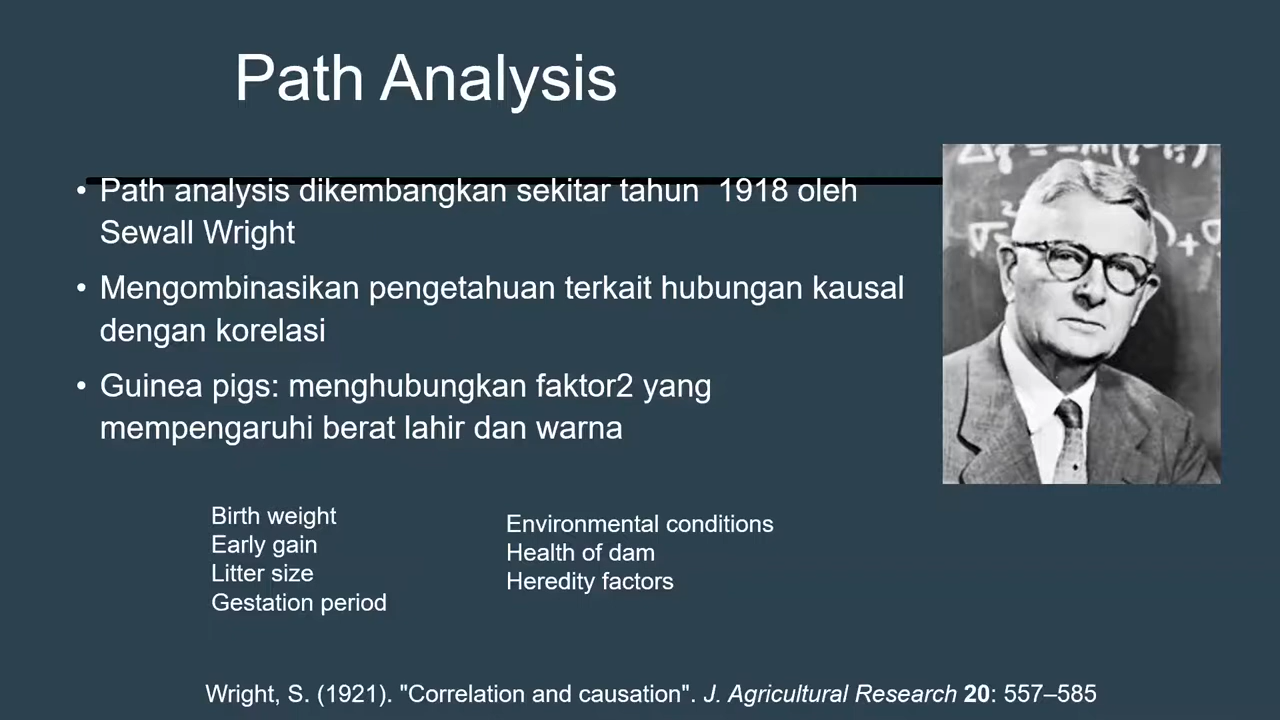 Path Analysis
• Path analysis dikembangkan sekitar tahun 1918 oleh
Sewall Wright
• Mengombinasikan pengetahuan terkait hubungan kausal
dengan korelasi
• Guinea pigs: menghubungkan faktor2 yang
mempengaruhi berat lahir dan warna
Birth weight
Early gain
Litter size
Gestation period
Environmental conditions
Health of dam
Heredity factors
Wright, S. (1921). "Correlation and causation". J. Agricultural Research 20: 557–585